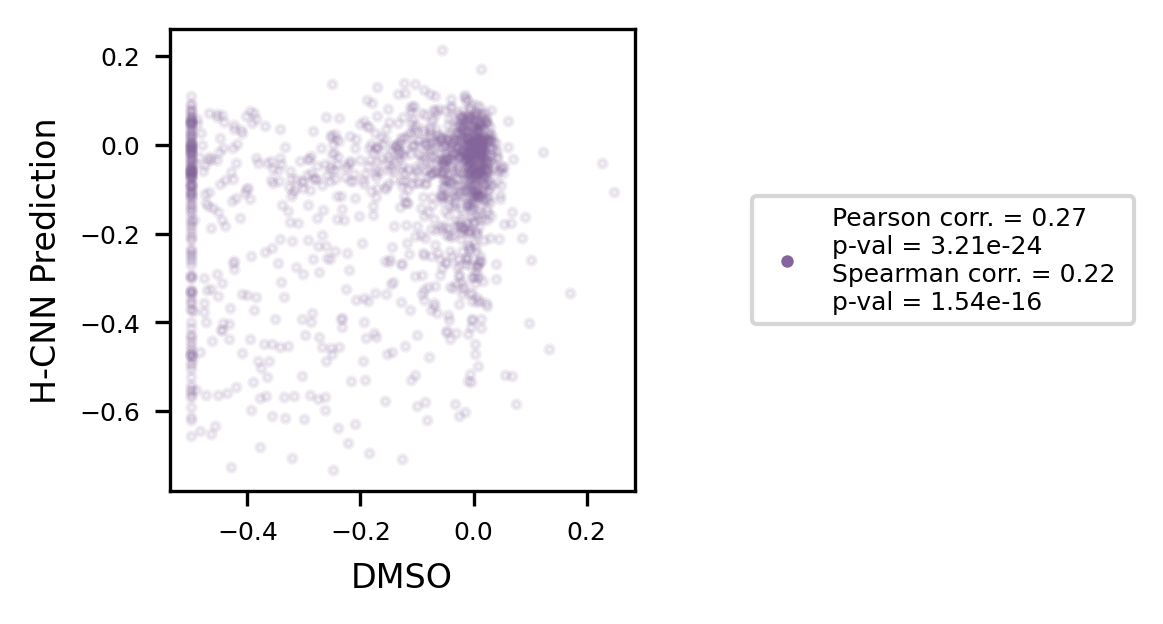 0.2
0.0
−0.2
−0.4
−0.6
H-CNN Prediction
−0.4
−0.2
0.0
0.2
DMSO
Pearson corr. = 0.27
p-val = 3.21e-24
Spearman corr. = 0.22
p-val = 1.54e-16